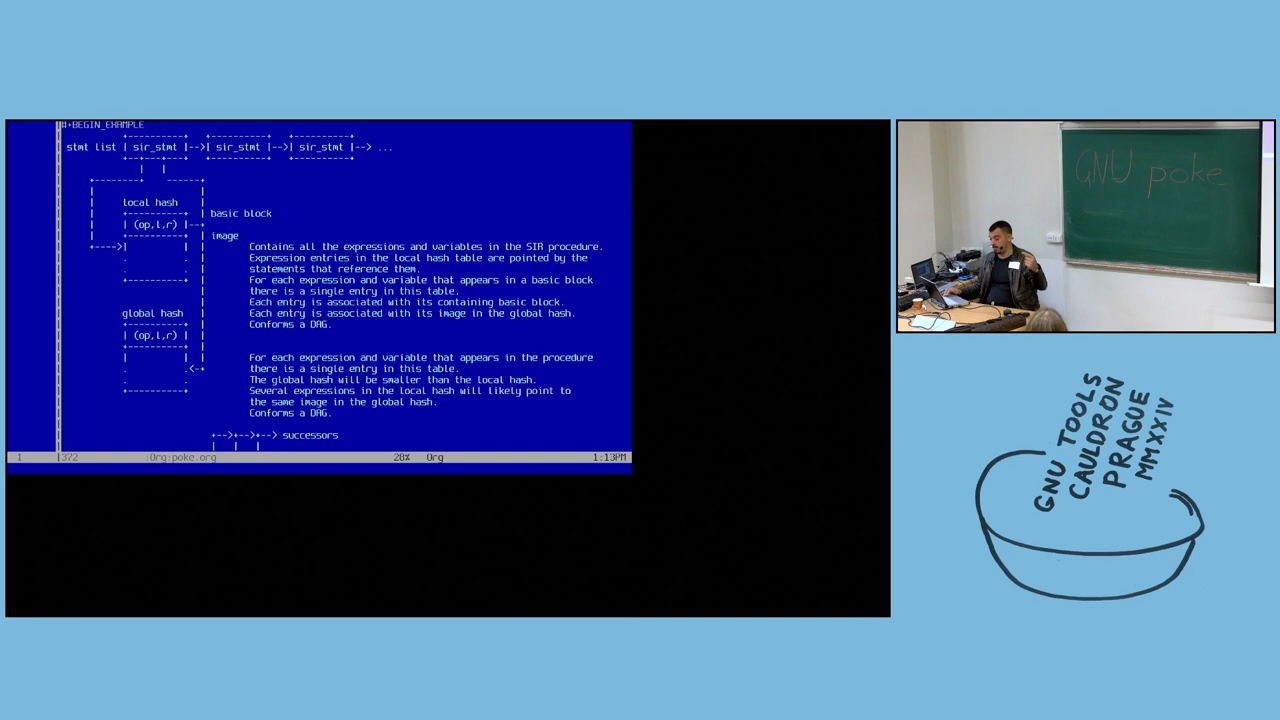 #+BEGIN_EXAMPLE
+----------+ +----------+ +----------+
stmt list | sir_stmt |-->| sir_stmt |-->| sir_stmt |--> ...
+--+---+---+ +----------+ +----------+
| |
+--------+ ------+
| |
| local hash |
| +----------+ | basic block
| | (op,l,r) |--+
| +----------+ | image
+---->| | | Contains all the expressions and variables in the SIR procedure.
. . | Expression entries in the local hash table are pointed by the
. . | statements that reference them.
+----------+ | For each expression and variable that appears in a basic block
| there is a single entry in this table.
| Each entry is associated with its containing basic block.
global hash | Each entry is associated with its image in the global hash.
+----------+ | Conforms a DAG.
| (op,l,r) | |
+----------+ |
| | | For each expression and variable that appears in the procedure
. .<-+ there is a single entry in this table.
. . The global hash will be smaller than the local hash.
+----------+ Several expressions in the local hash will likely point to
the same image in the global hash.
Conforms a DAG.
+-->+-->+--> successors
| | |
1 |372 :Org:poke.org 28% Org 1:13PM
GNU poke
GNU TOOLS
CAULDRON
PRAGUE
MMXXIV